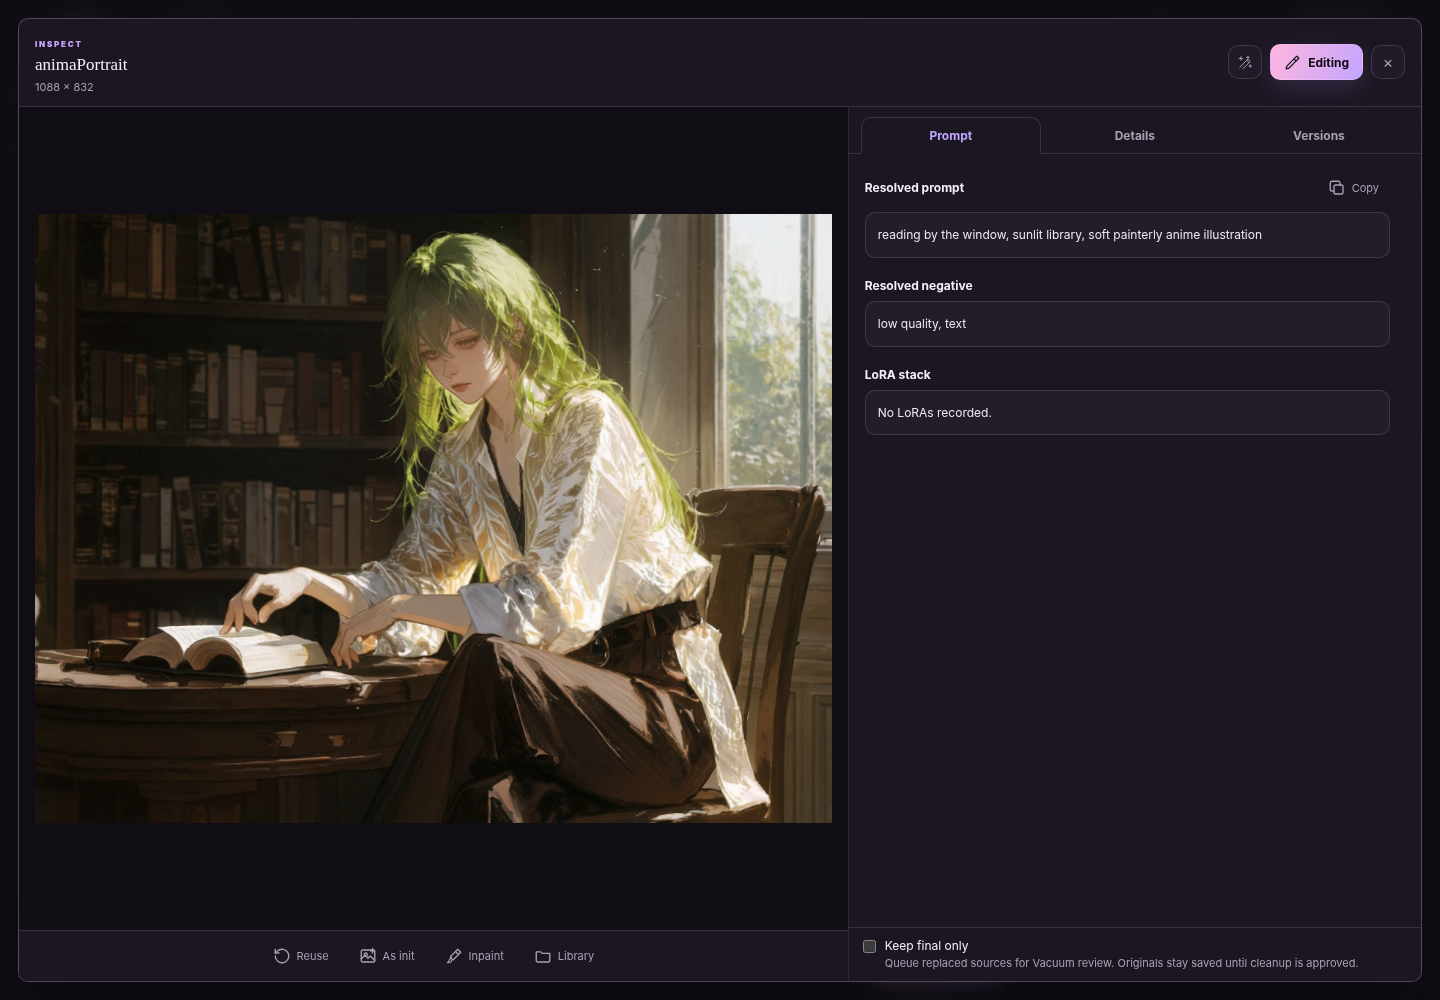 INSPECT
animaPortrait
1088 × 832
Editing
Prompt
Details
Versions
Resolved prompt
Copy
reading by the window, sunlit library, soft painterly anime illustration
Resolved negative
low quality, text
LoRA stack
No LoRAs recorded.
Reuse
As init
Inpaint
Library
Keep final only
Queue replaced sources for Vacuum review. Originals stay saved until cleanup is approved.